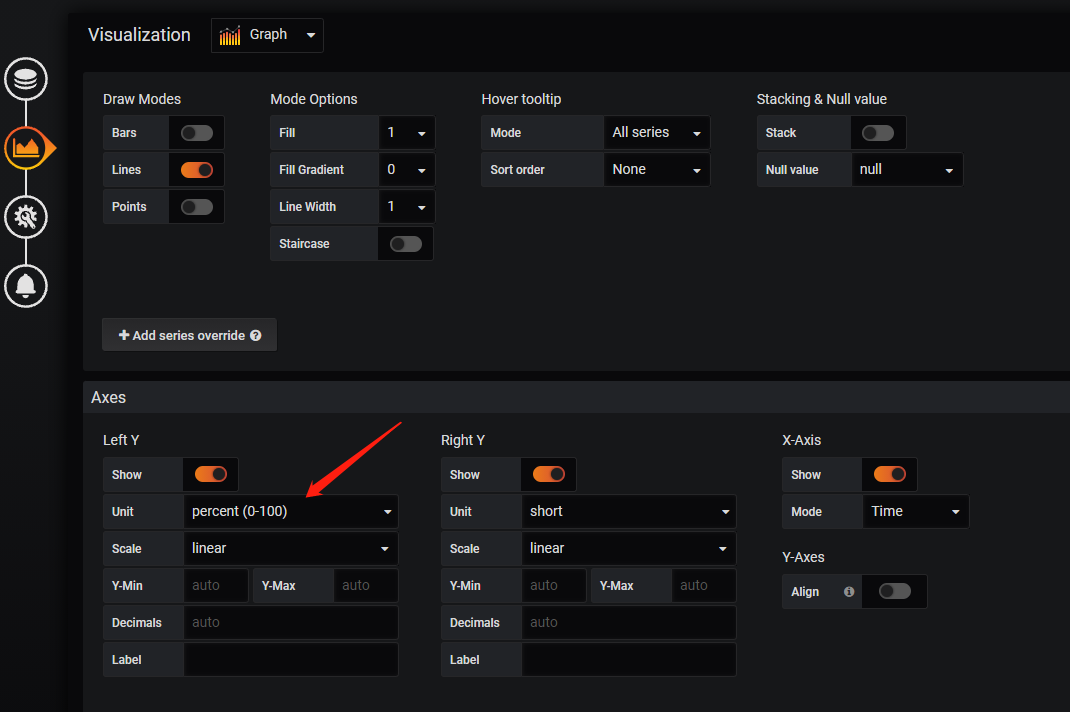 Visualization Graph
Draw Modes Mode Options Hover tooltip Stacking & Null value
Bars Fill 1 Mode All series Stack
Lines Fill Gradient 0 Sort order None Null value null
Points Line Width 1
Staircase
Add series override
Axes
Left Y Right Y X-Axis
Show Show Show
Unit percent (0-100) Unit short Mode Time
Scale linear Scale linear
Y-Axes
Y-Min auto Y-Max auto Y-Min auto Y-Max auto Align
Decimals auto Decimals auto
Label Label